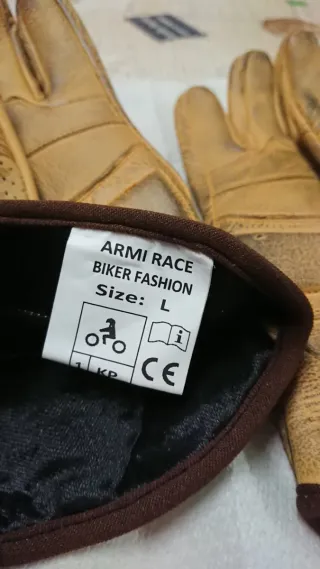 ARMI RACE
BIKER FASHION
Size: L
i
1 KP
CE